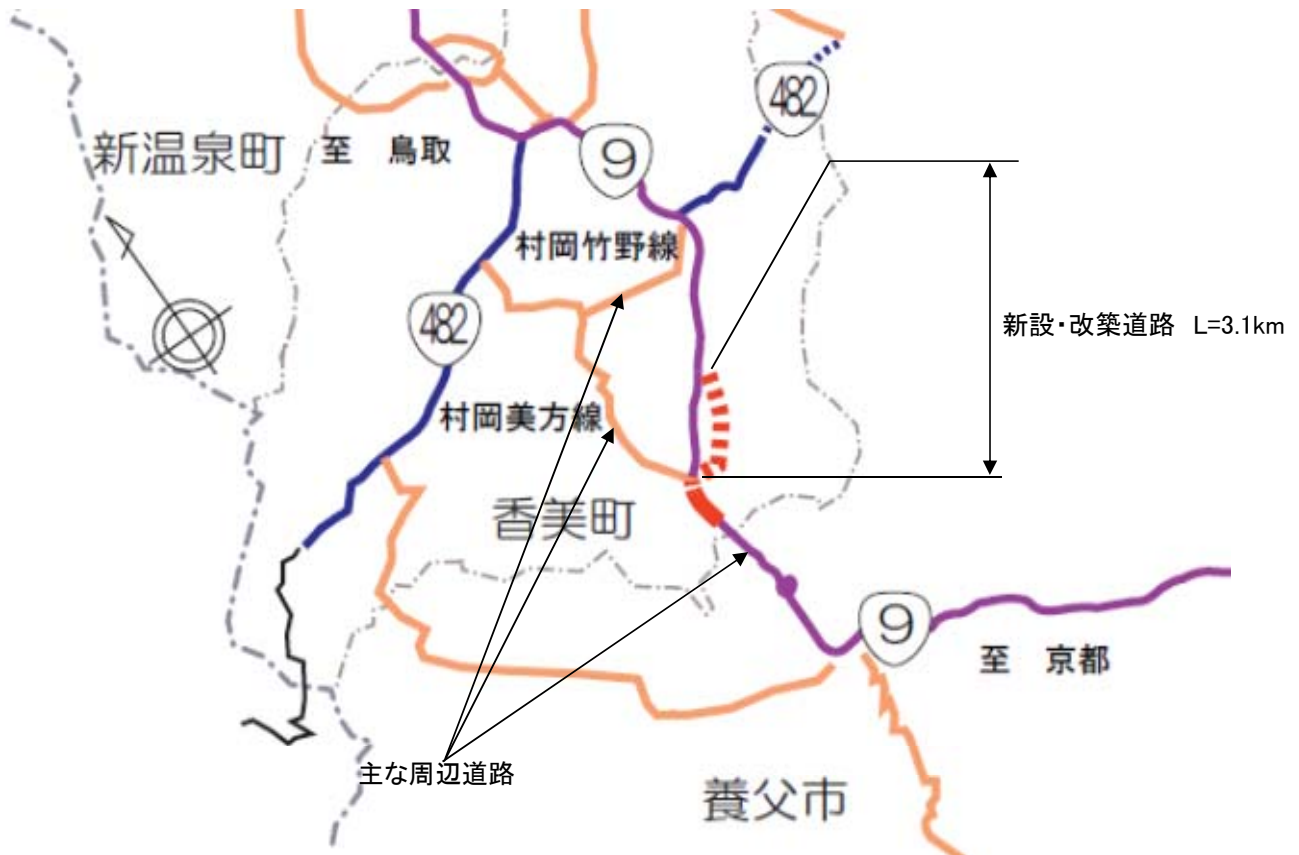 482
新温泉町
至 鳥取
9
村岡竹野線
新設・改築道路 L=3.1km
482
村岡美方線
香美町
9
至 京都
主な周辺道路
養父市